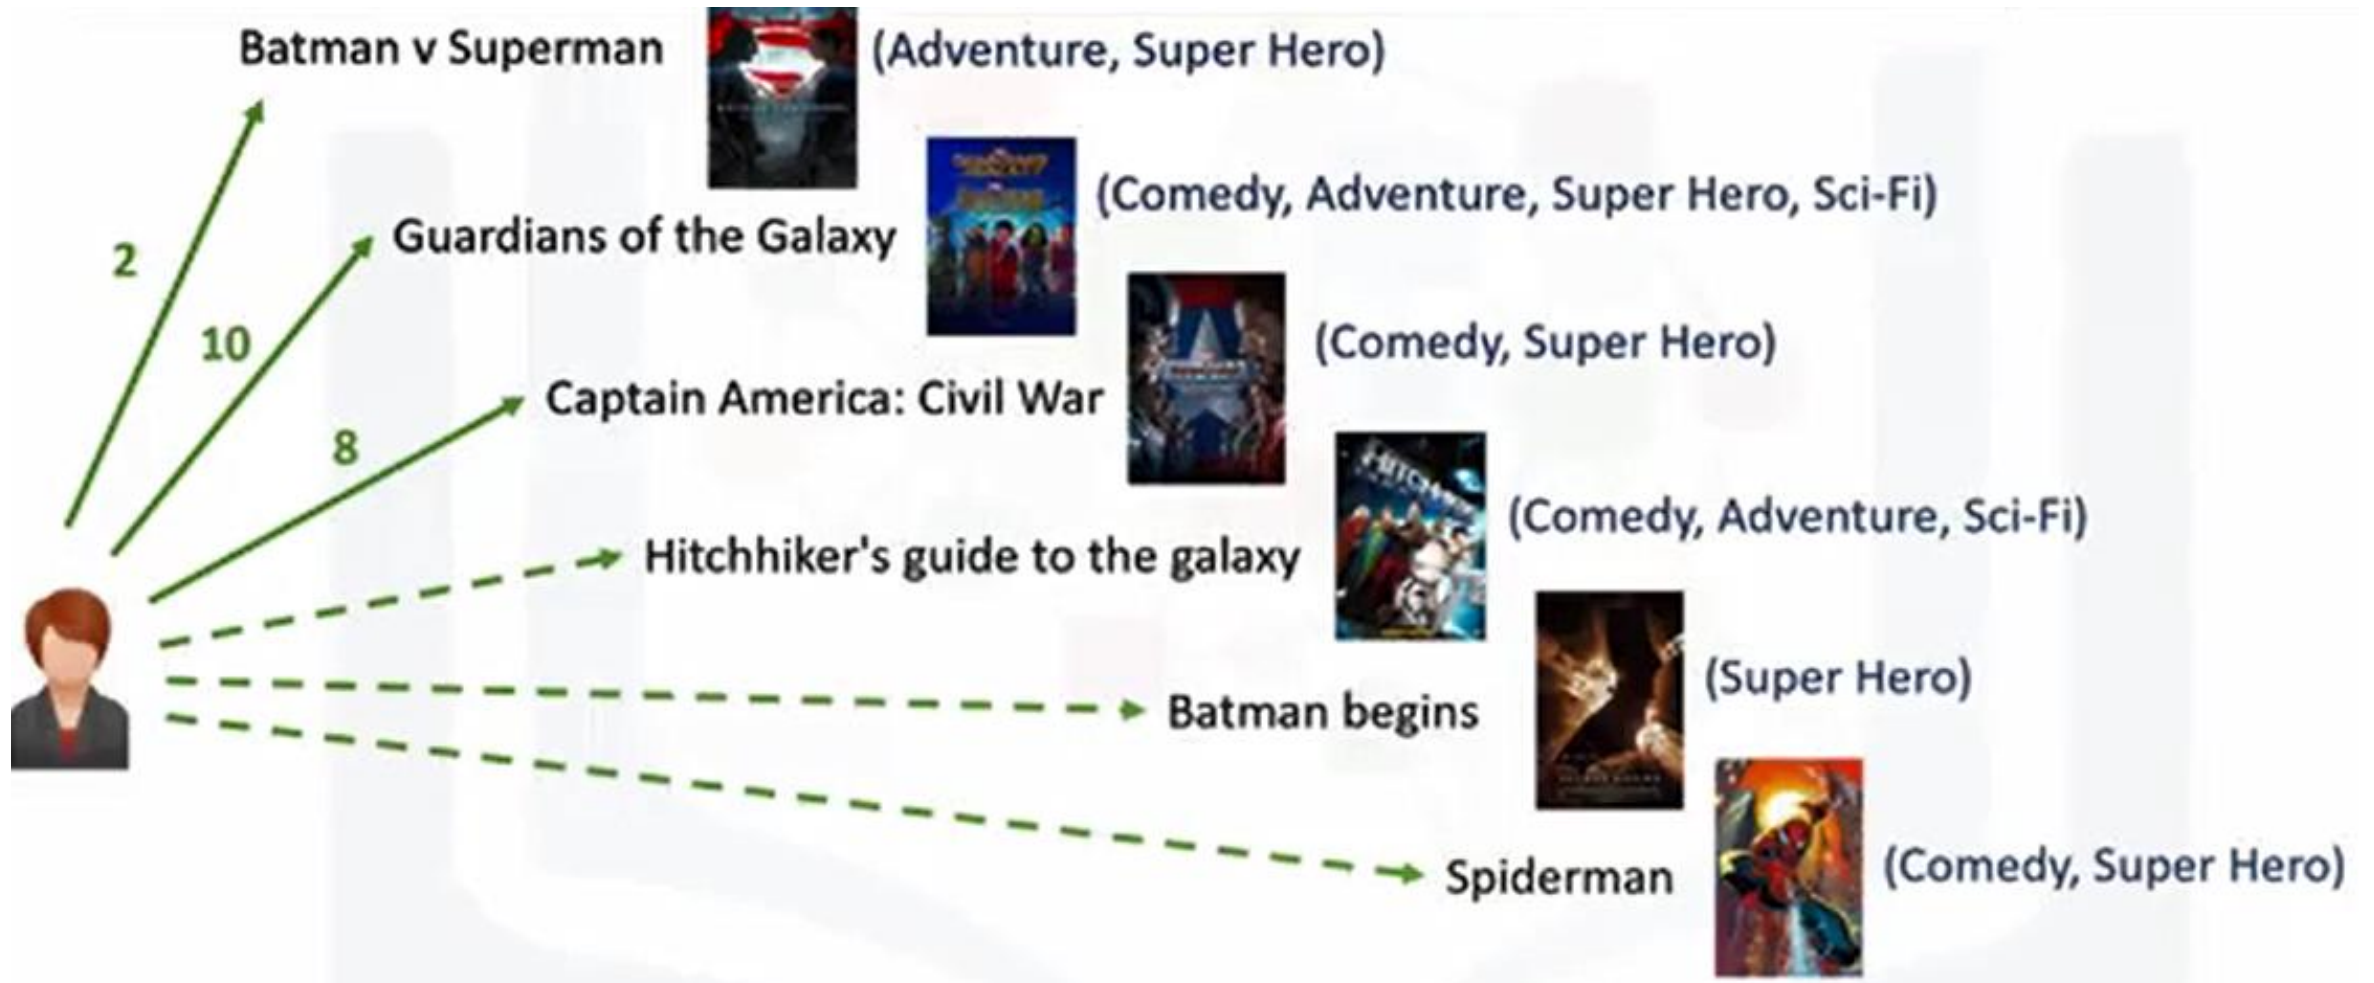 Batman v Superman (Adventure, Super Hero)
(Comedy, Adventure, Super Hero, Sci-Fi)
2 Guardians of the Galaxy
10 (Comedy, Super Hero)
Captain America: Civil War
8
HITCHH
(Comedy, Adventure, Sci-Fi)
Hitchhiker's guide to the galaxy
(Super Hero)
Batman begins
Spiderman (Comedy, Super Hero)